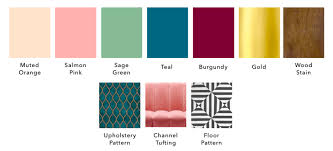 Muted
Orange
Salmon
Pink
Sage
Green
Teal
Burgundy
Gold
Wood
Stain
Upholstery
Pattern
Channel
Tufting
Floor
Pattern